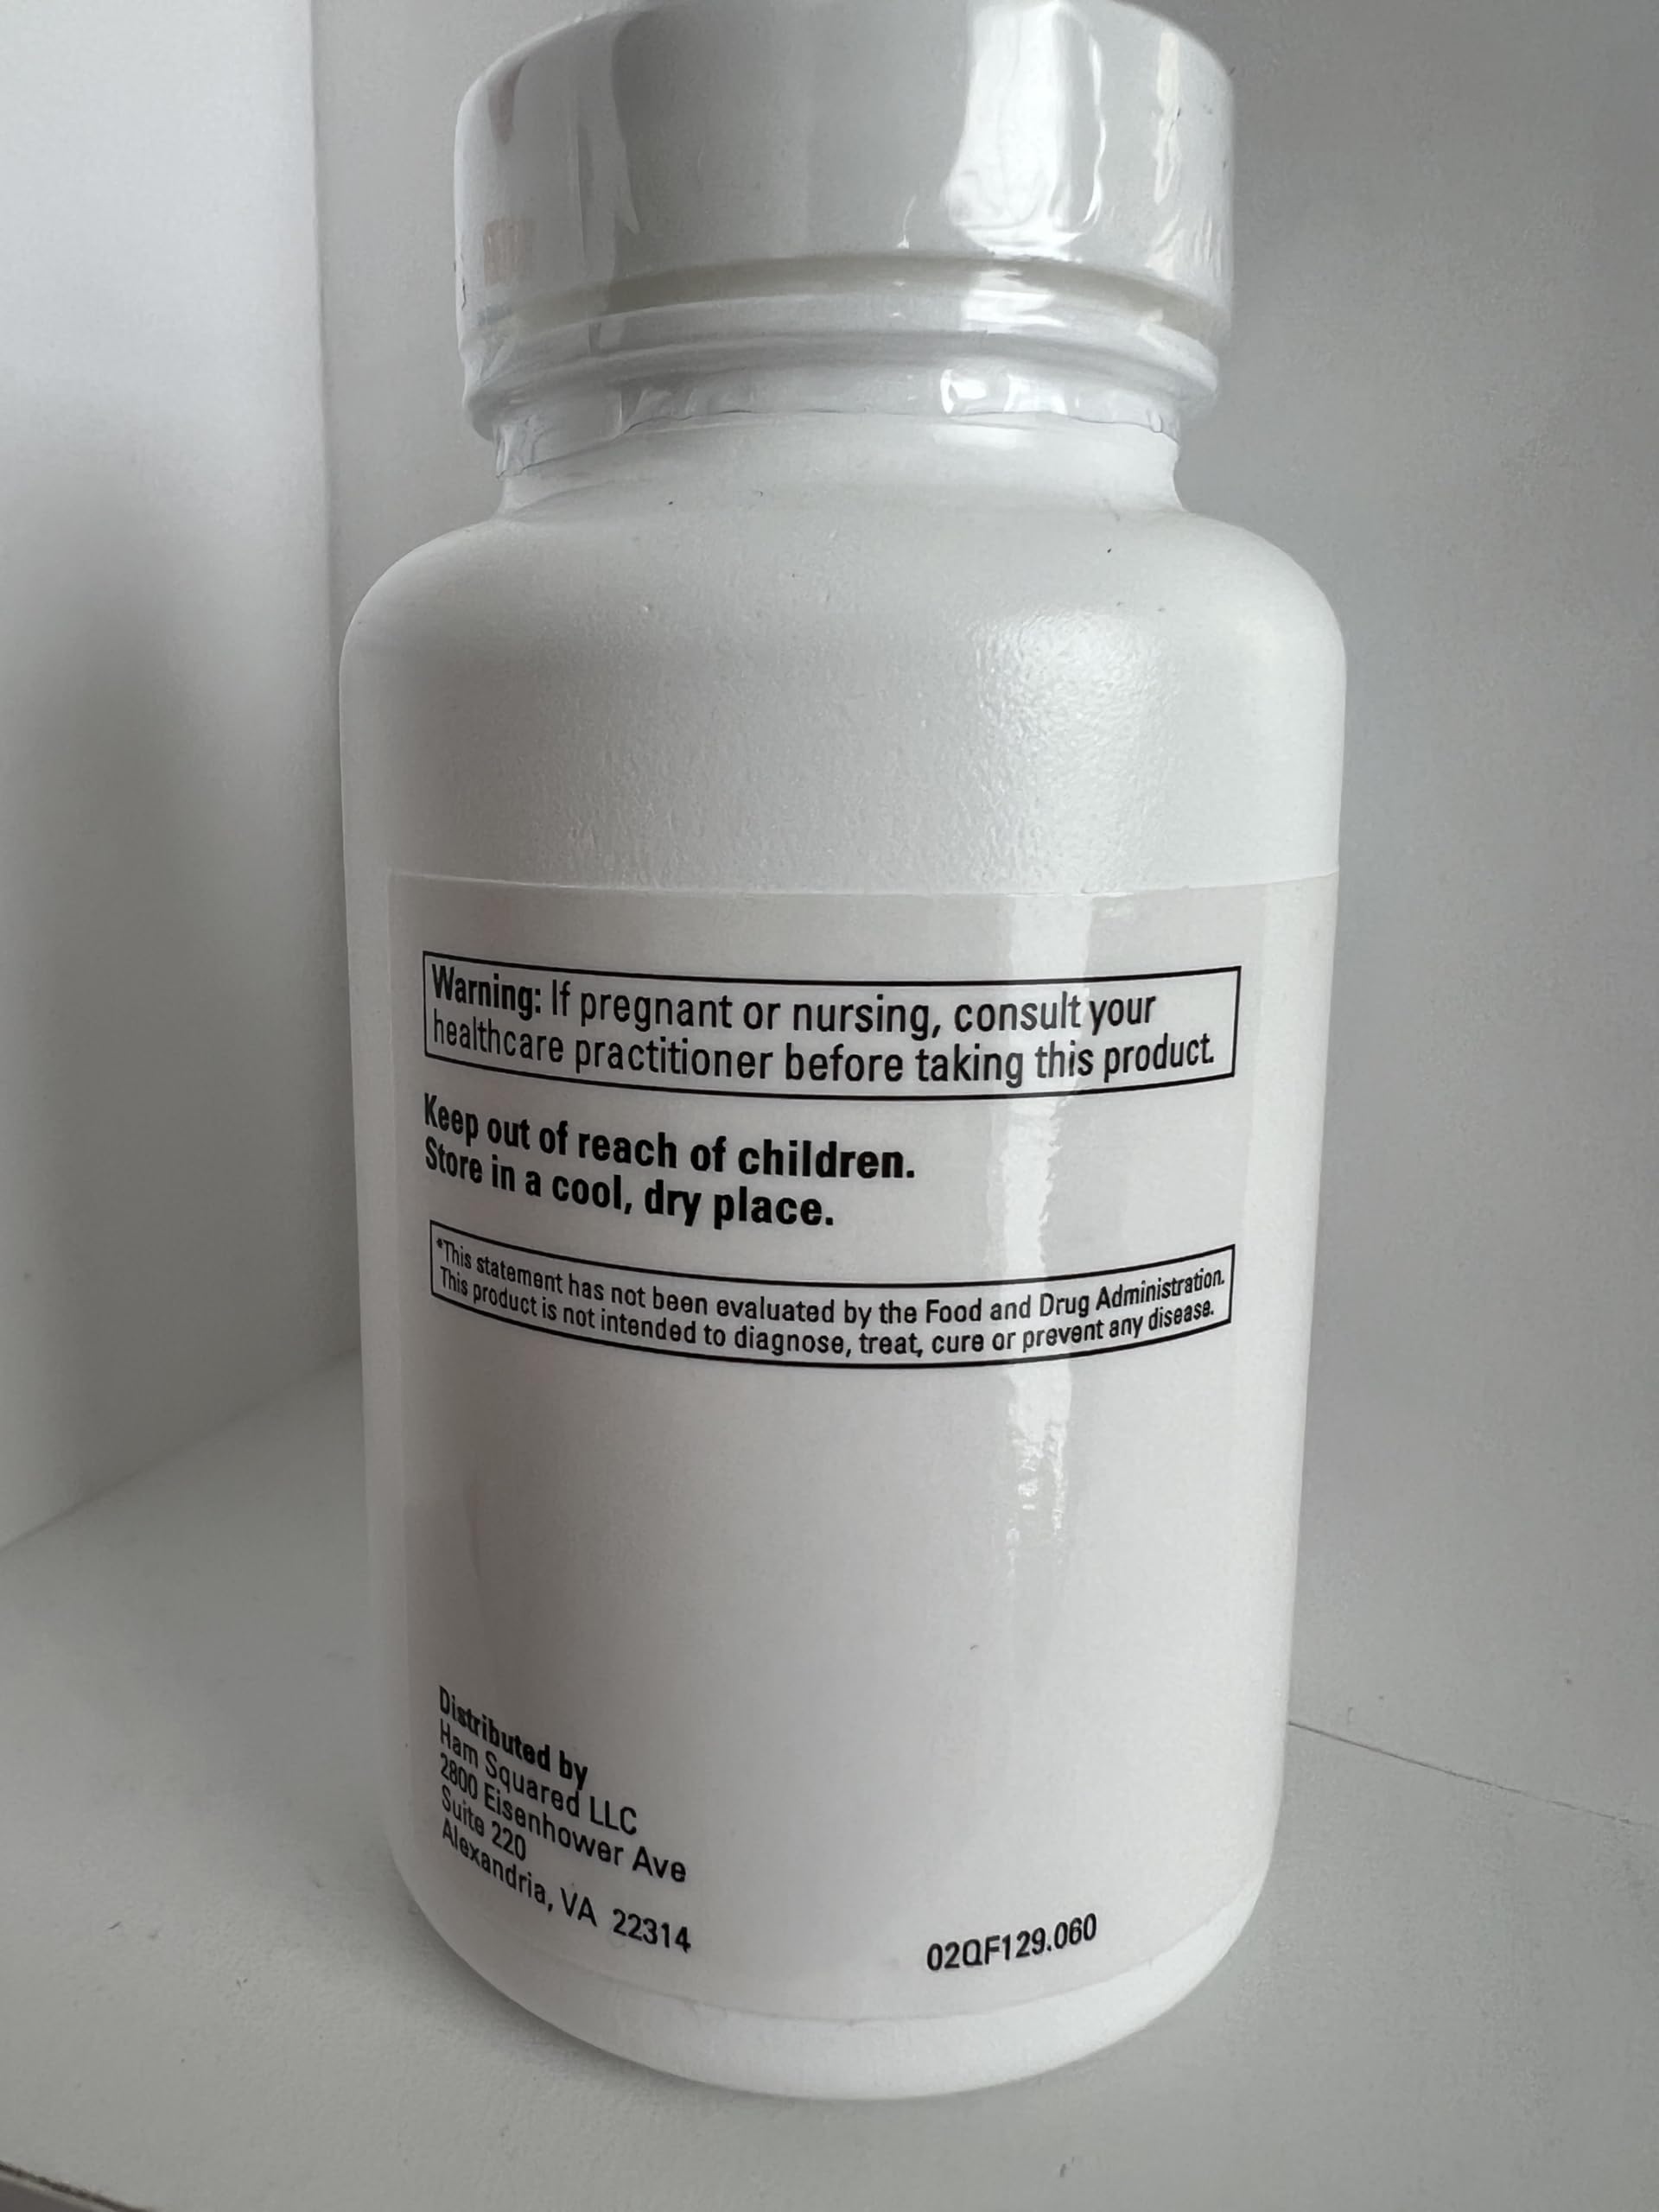 Warning: If pregnant or nursing, consult your
healthcare practitioner before taking this product.
Keep out of reach of children.
Store in a cool, dry place.
*This statement has not been evaluated by the Food and Drug Administration.
This product is not intended to diagnose, treat, cure or prevent any disease.
Distributed by
Ham Squared LLC
2800 Eisenhower Ave
Suite 220
Alexandria, VA 22314
02QF129.060